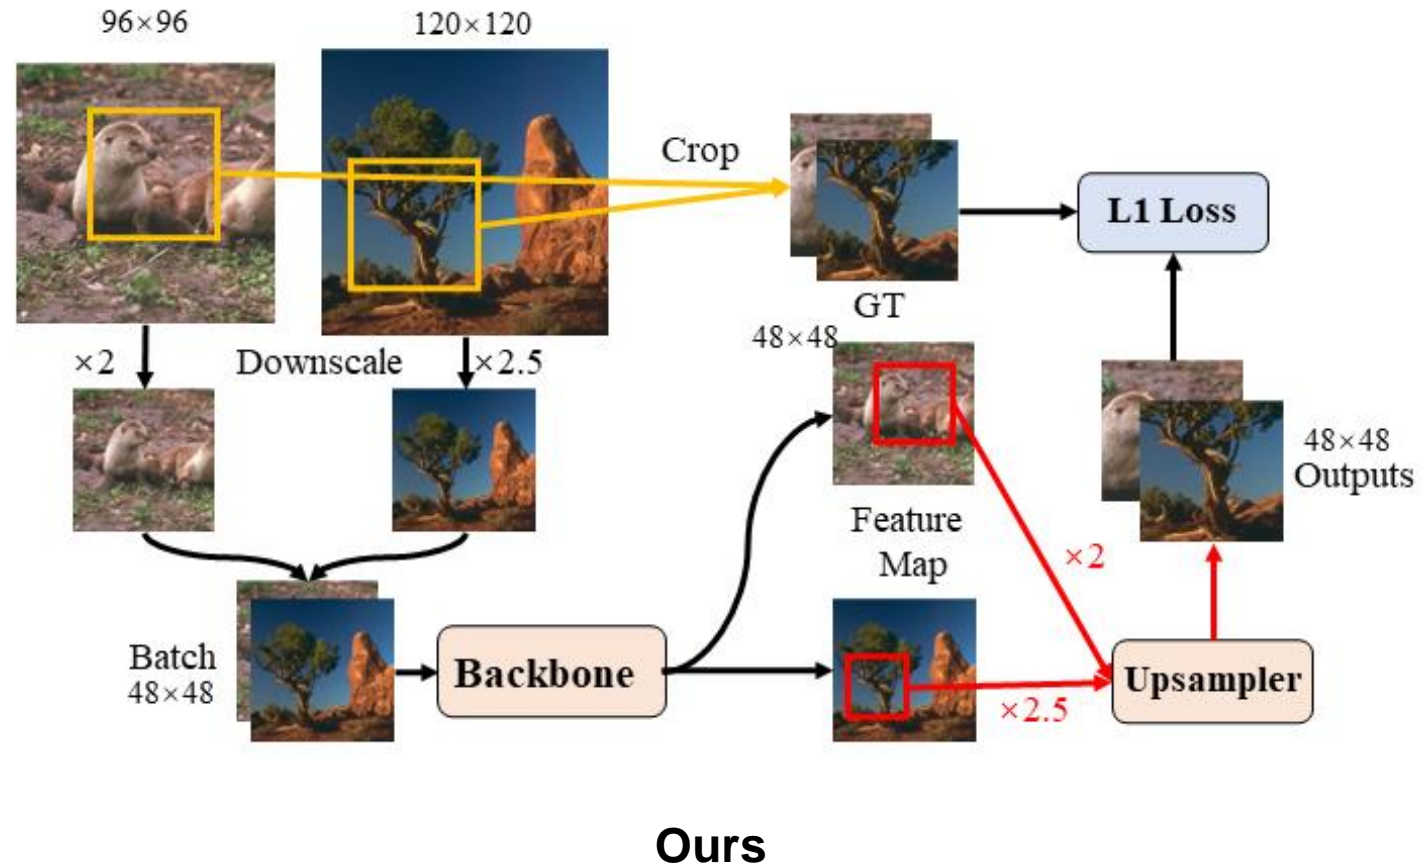 96×96
120×120
Crop
L1 Loss
GT
48×48
×2
Downscale
×2.5
48×48
Outputs
Feature
Map
×2
Batch
48×48
Backbone
×2.5
Upsampler
Ours